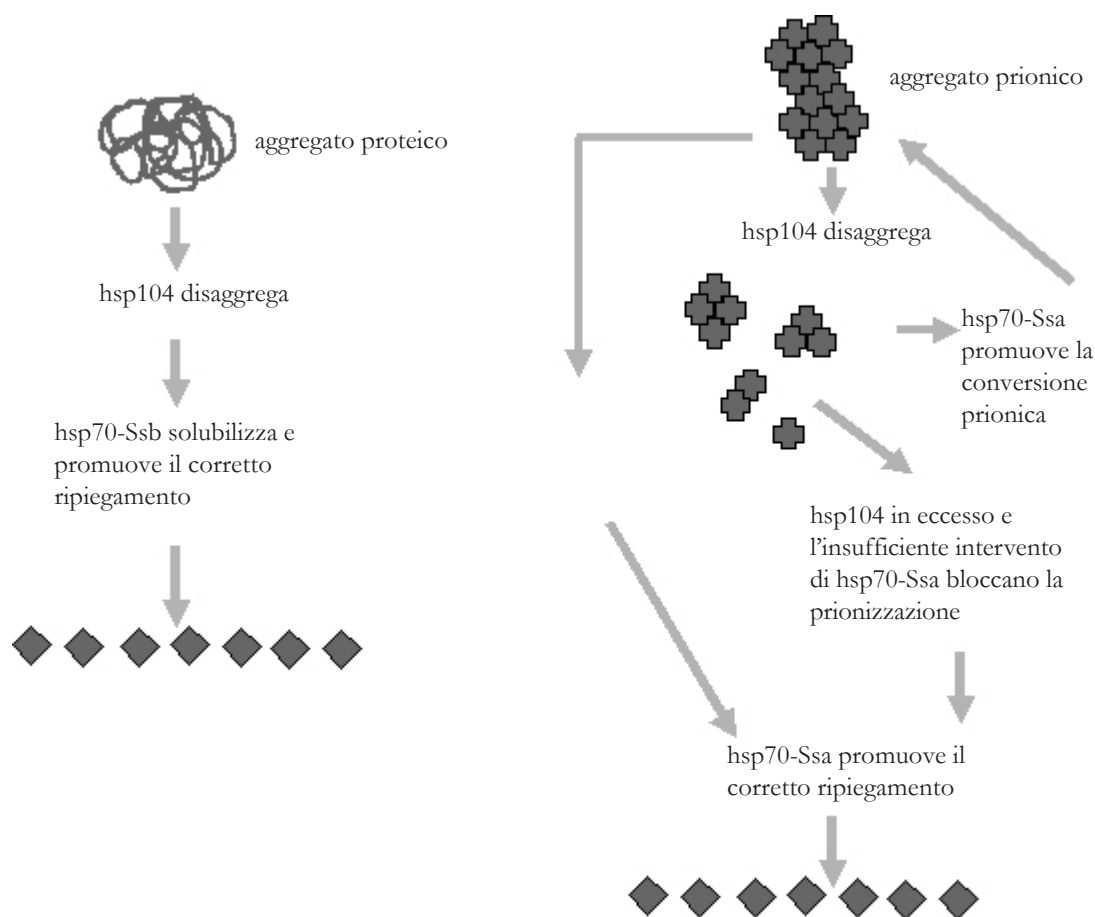 aggregato proteico
hsp104 disaggrega
hsp70-Ssb solubilizza e
promuove il corretto
ripiegamento
aggregato prionico
hsp104 disaggrega
hsp70-Ssa
promuove la
conversione
prionica
hsp104 in eccesso e
l'insufficiente intervento
di hsp70-Ssa bloccano la
prionizzazione
hsp70-Ssa promuove il
corretto ripiegamento